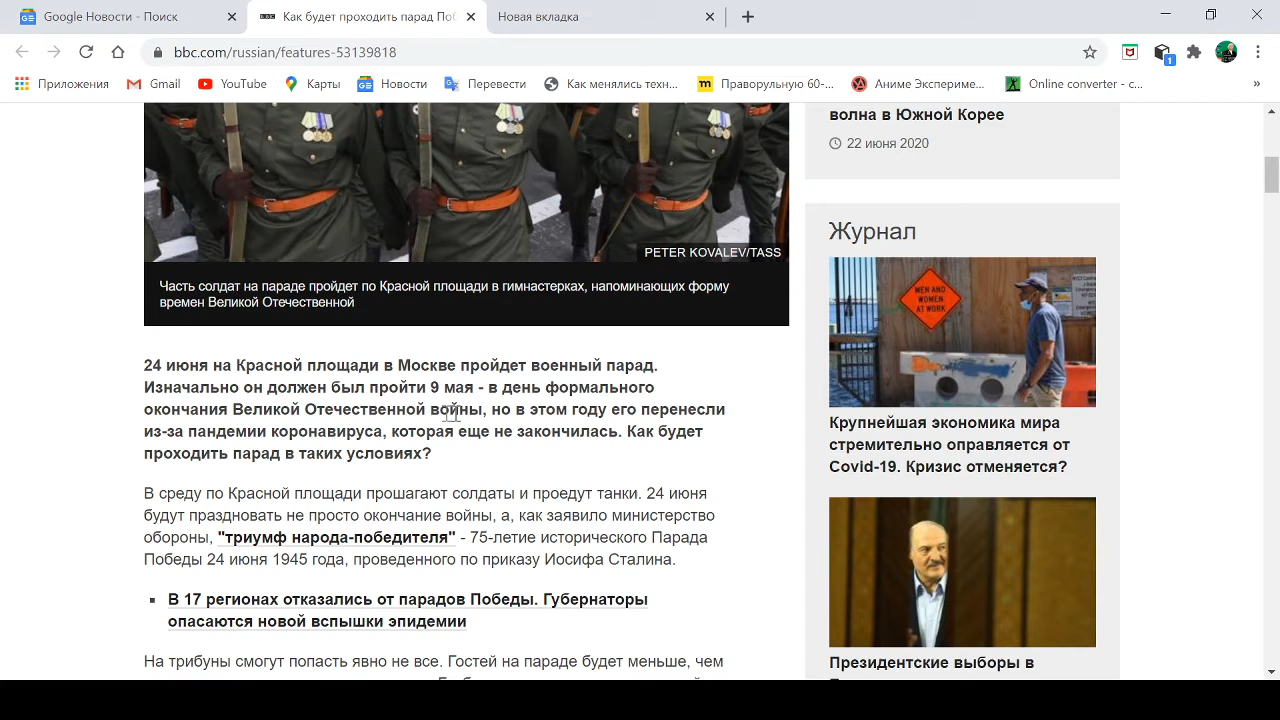 Google Новости - Поиск
BBC
Как будет проходить парад Поб
Новая вкладка
bbc.com/russian/features-53139818
1
Приложения
Gmail
YouTube
Карты
Новости
Перевести
Как менялись техн...
Праворульную 60-...
Аниме Экспериме...
Online converter - c...
»
PETER KOVALEV/TASS
Часть солдат на параде пройдет по Красной площади в гимнастерках, напоминающих форму
времен Великой Отечественной
24 июня на Красной площади в Москве пройдет военный парад.
Изначально он должен был пройти 9 мая - в день формального
окончания Великой Отечественной войны, но в этом году его перенесли
из-за пандемии коронавируса, которая еще не закончилась. Как будет
проходить парад в таких условиях?
В среду по Красной площади прошагают солдаты и проедут танки. 24 июня
будут праздновать не просто окончание войны, а, как заявило министерство
обороны, "триумф народа-победителя" - 75-летие исторического Парада
Победы 24 июня 1945 года, проведенного по приказу Иосифа Сталина.
В 17 регионах отказались от парадов Победы. Губернаторы
опасаются новой вспышки эпидемии
На трибуны смогут попасть явно не все. Гостей на параде будет меньше, чем
волна в Южной Корее
22 июня 2020
Журнал
MEN AND
WOMEN
AT WORK
Крупнейшая экономика мира
стремительно оправляется от
Covid-19. Кризис отменяется?
Президентские выборы в